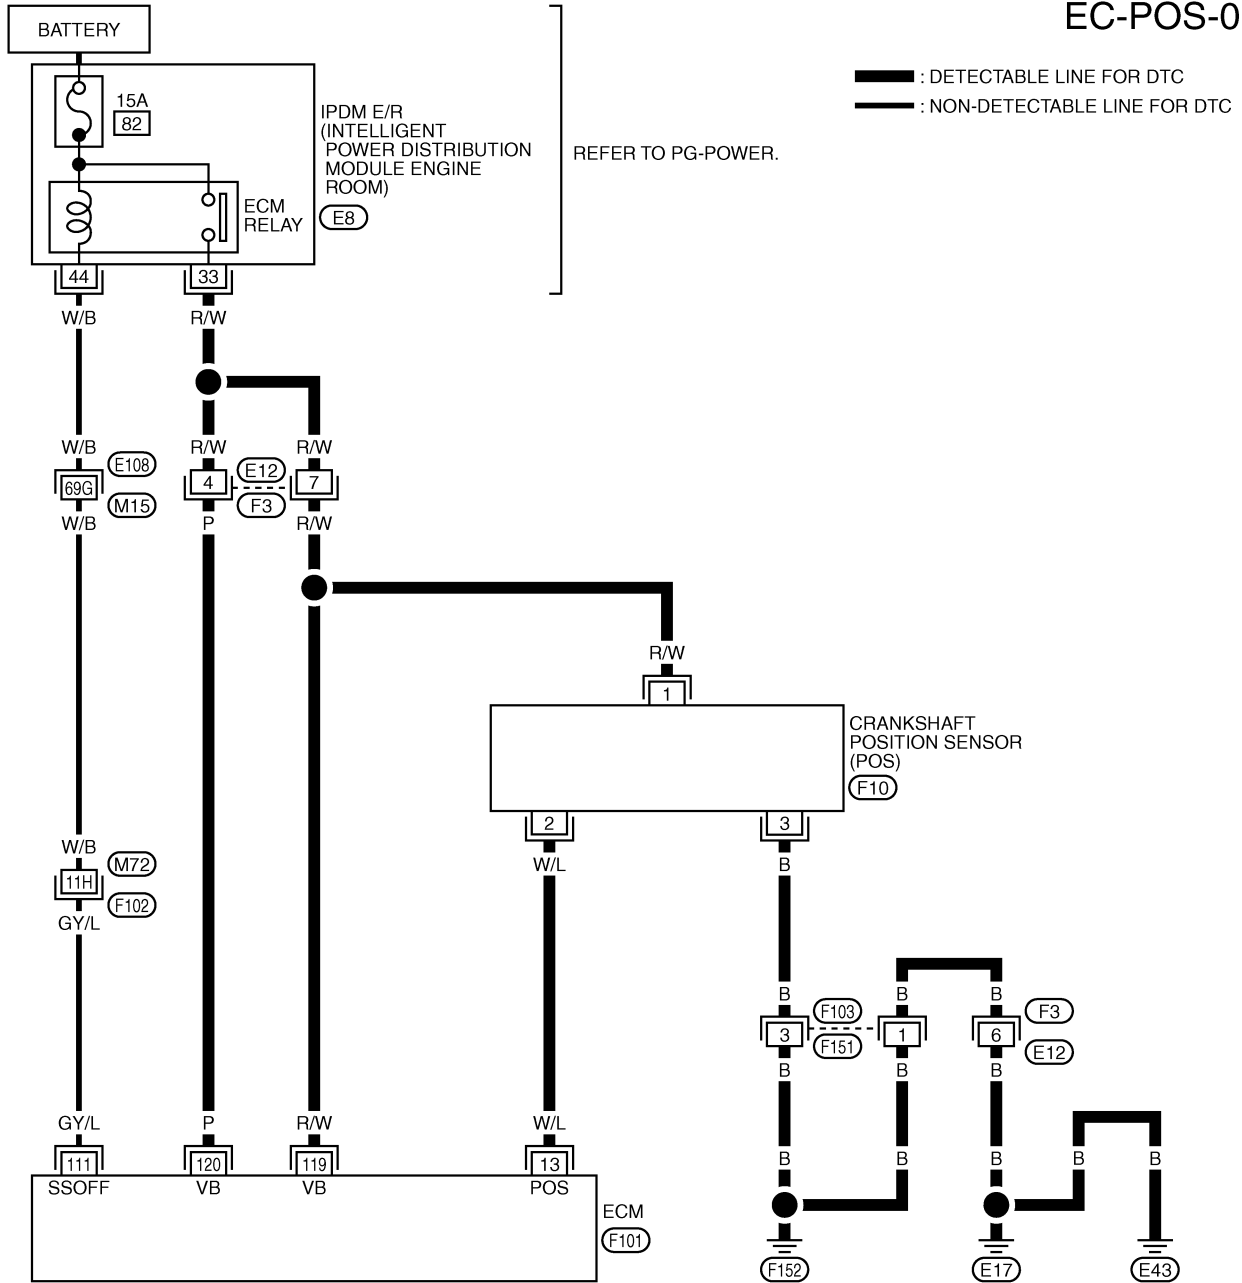 EC-POS-0
BATTERY
: DETECTABLE LINE FOR DTC
: NON-DETECTABLE LINE FOR DTC
15A
82
IPDM E/R
(INTELLIGENT
POWER DISTRIBUTION
MODULE ENGINE
ROOM)
E8
REFER TO PG-POWER.
ECM
RELAY
44
33
W/B
R/W
W/B
R/W
R/W
E108
69G
M15
4
E12
F3
7
W/B
P
R/W
R/W
1
CRANKSHAFT
POSITION SENSOR
(POS)
F10
2
3
W/B
M72
11H
F102
GY/L
W/L
B
B
B
B
3
F103
F151
1
6
F3
E12
B
B
B
GY/L
P
R/W
W/L
B
B
B
B
B
111
120
119
13
SSOFF
VB
VB
POS
ECM
F101
F152
E17
E43